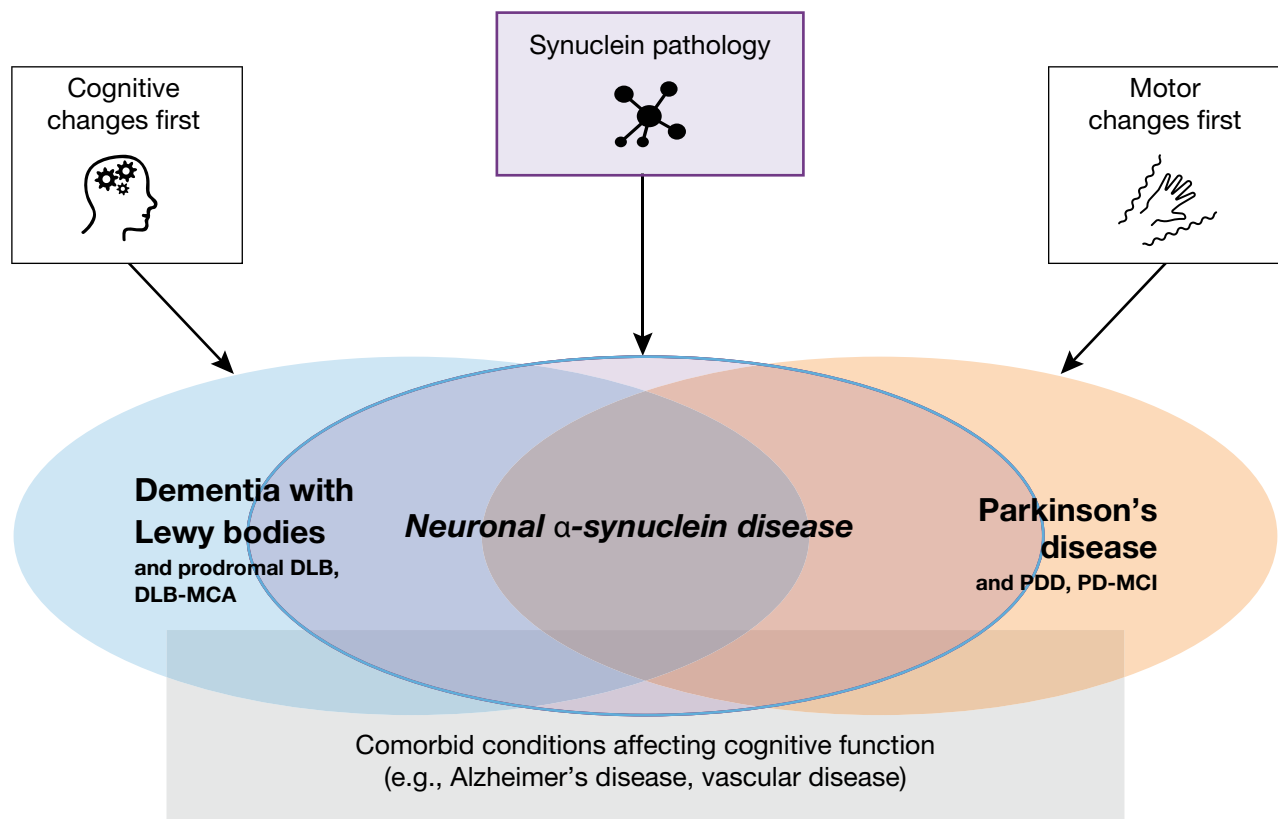 Synuclein pathology
Cognitive
changes first
Motor
changes first
Dementia with
Lewy bodies
and prodromal DLB,
DLB-MCA
Neuronal α-synuclein disease
Parkinson's
disease
and PDD, PD-MCI
Comorbid conditions affecting cognitive function
(e.g., Alzheimer's disease, vascular disease)